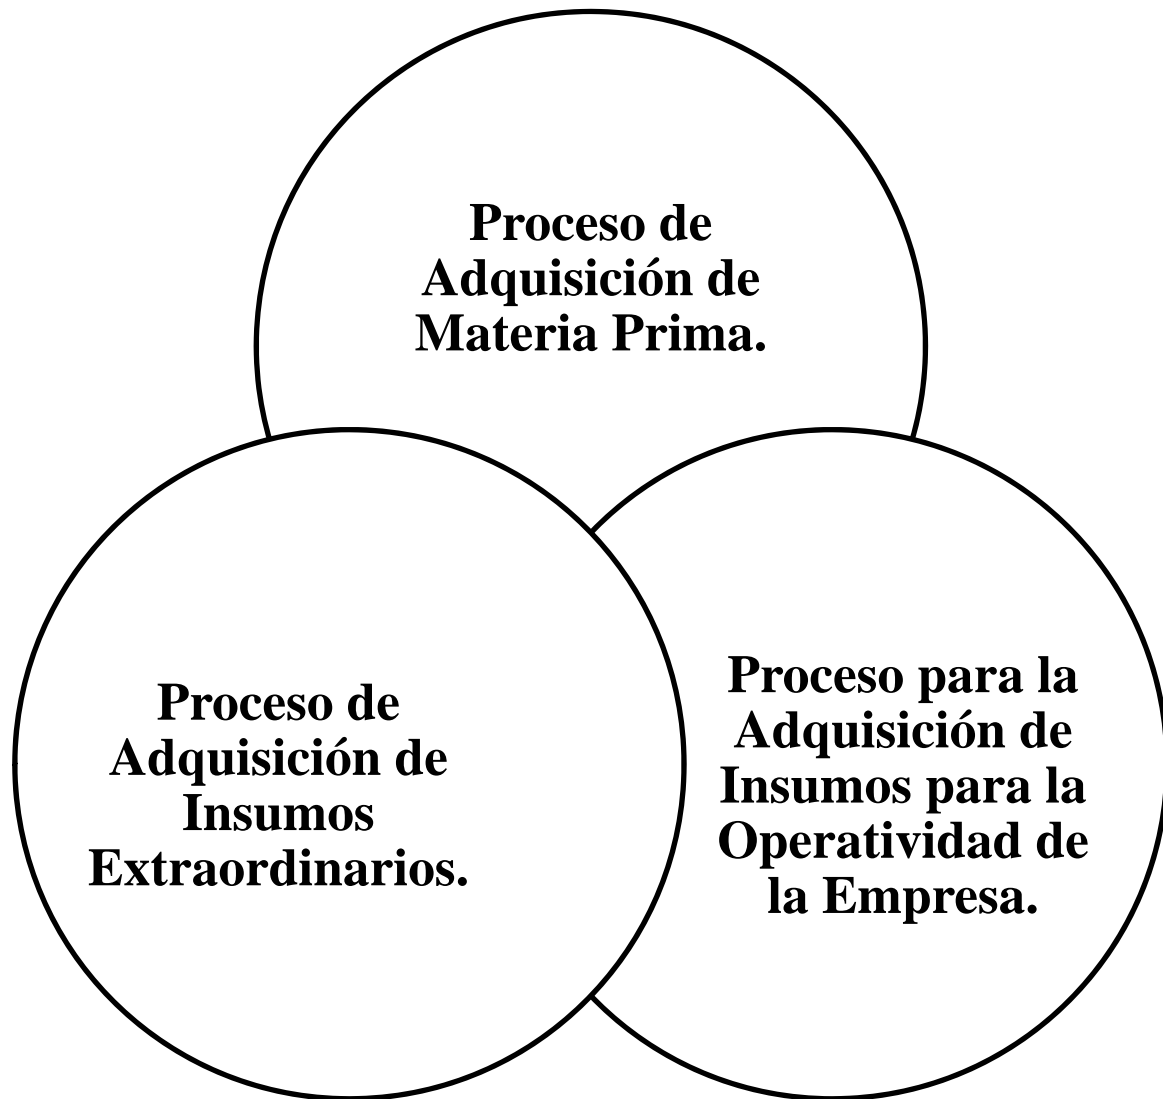 Proceso de
Adquisición de
Materia Prima.
Proceso de
Adquisición de
Insumos
Extraordinarios.
Proceso para la
Adquisición de
Insumos para la
Operatividad de
la Empresa.